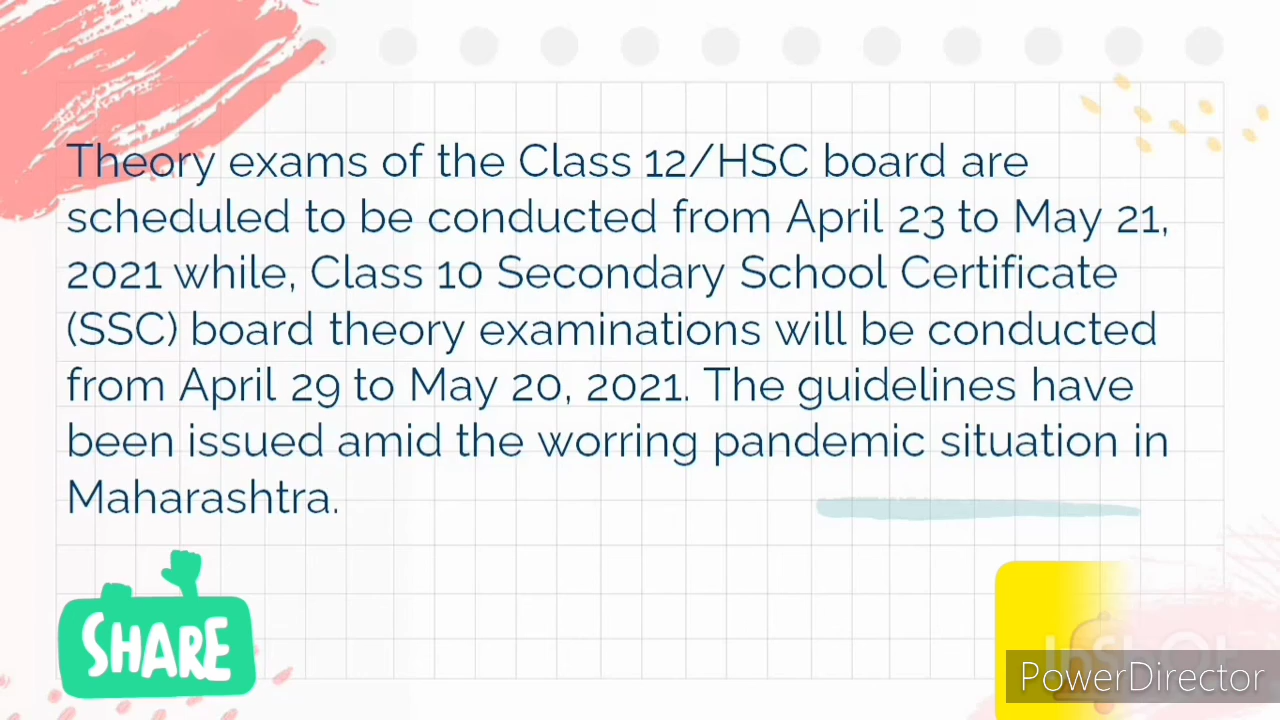 Theory exams of the Class 12/HSC board are
scheduled to be conducted from April 23 to May 21,
2021 while, Class 10 Secondary School Certificate
(SSC) board theory examinations will be conducted
from April 29 to May 20, 2021. The guidelines have
been issued amid the worring pandemic situation in
Maharashtra.
SHARE
InSHOT
PowerDirector